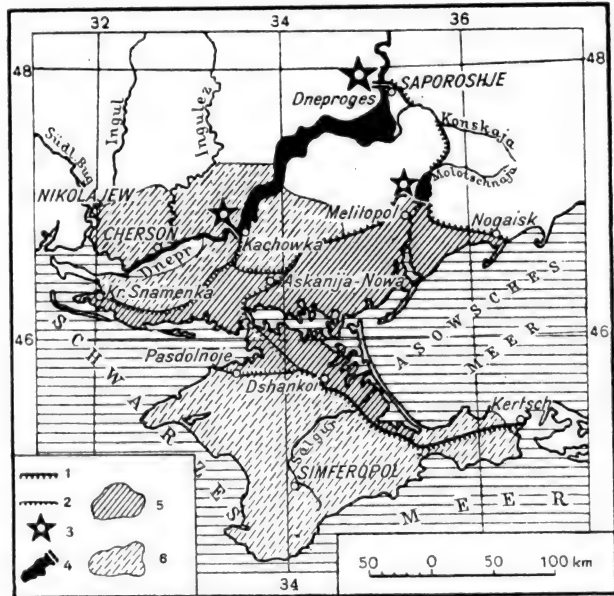 32 34 36
48 48
SAPOROSHJE
Dneproges
Konskaja
Ingul
Ingulez
Südl. Bug
Molotschnaja
NIKOLAJEW
Melilopol
Nogaisk
CHERSON
Kachowka
Dnepr
Askanija-Nowa
Kr. Snamenka
ASOWSCHES
MEER
46 46
SCHWARZES
Pasdolnoje
Dshankoi
Kertsch
Salgir
SIMFEROPOL
MEER
1
2
3
4
5
6
50 0 50 100 km
34